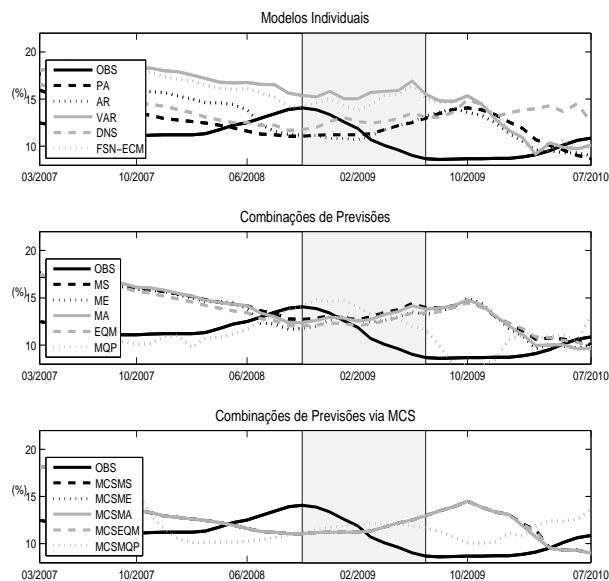 Modelos Individuais
20
(%)
15
10
OBS
PA
AR
VAR
DNS
FSN−ECM
03/2007 10/2007 06/2008 02/2009 10/2009 07/2010
Combinações de Previsões
20
(%)
15
10
OBS
MS
ME
MA
EQM
MQP
03/2007 10/2007 06/2008 02/2009 10/2009 07/2010
Combinações de Previsões via MCS
20
(%)
15
10
OBS
MCSMS
MCSME
MCSMA
MCSEQM
MCSMQP
03/2007 10/2007 06/2008 02/2009 10/2009 07/2010